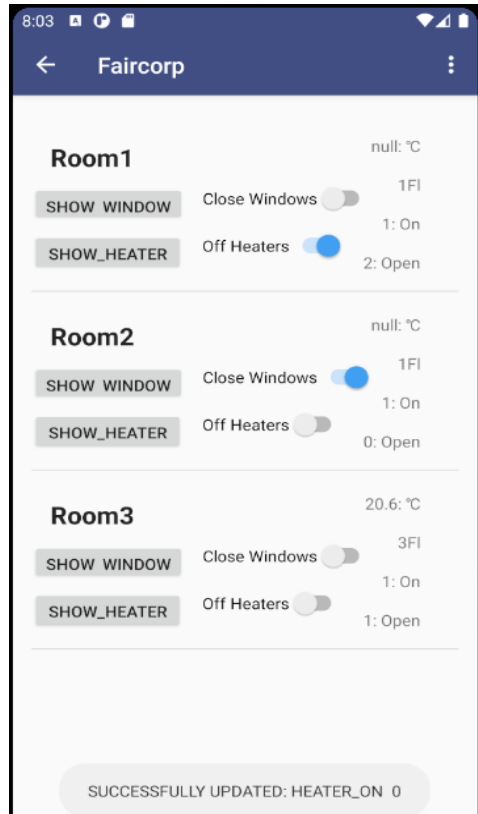 8:03
Faircorp
Room1
null: °C
1Fl
SHOW WINDOW
Close Windows
1: On
SHOW_HEATER
Off Heaters
2: Open
Room2
null: °C
1Fl
SHOW WINDOW
Close Windows
1: On
SHOW_HEATER
Off Heaters
0: Open
Room3
20.6: °C
3Fl
SHOW WINDOW
Close Windows
1: On
SHOW_HEATER
Off Heaters
1: Open
SUCCESSFULLY UPDATED: HEATER_ON 0